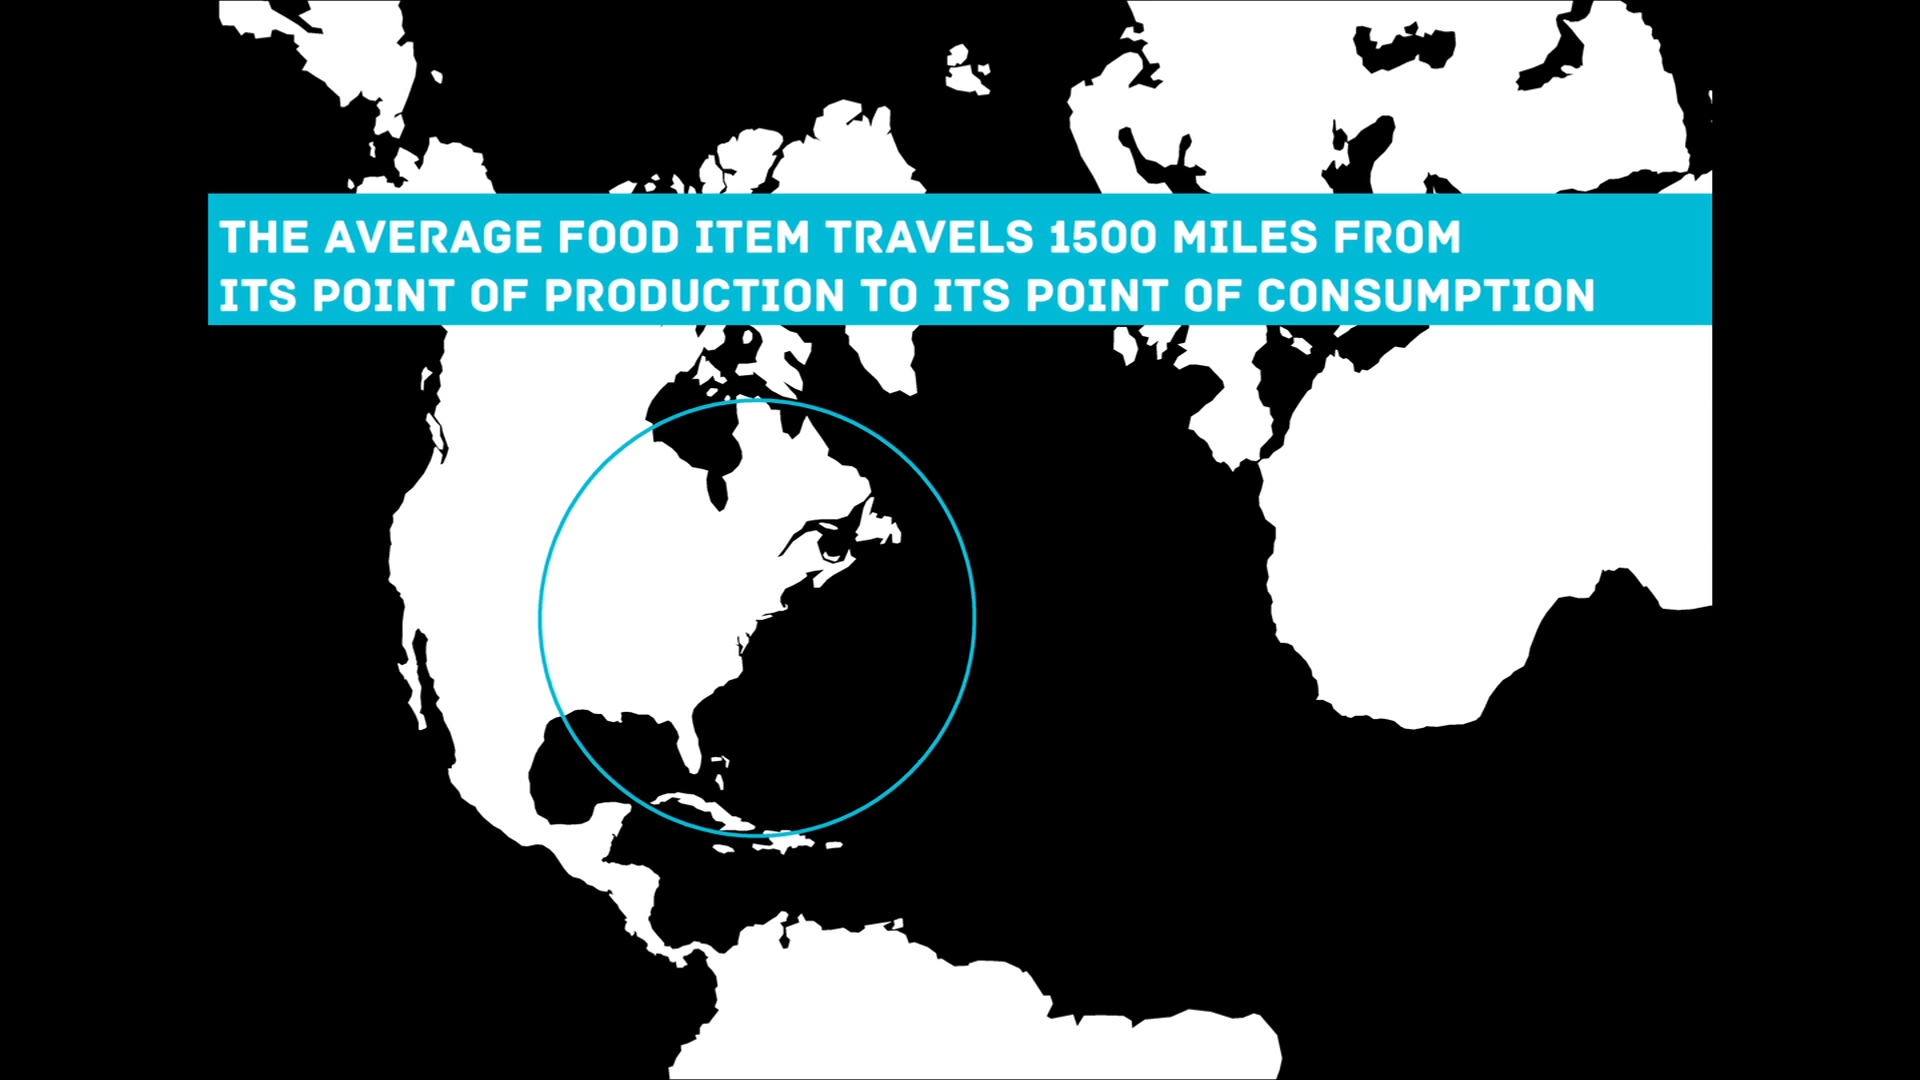 THE AVERAGE FOOD ITEM TRAVELS 1500 MILES FROM
ITS POINT OF PRODUCTION TO ITS POINT OF CONSUMPTION